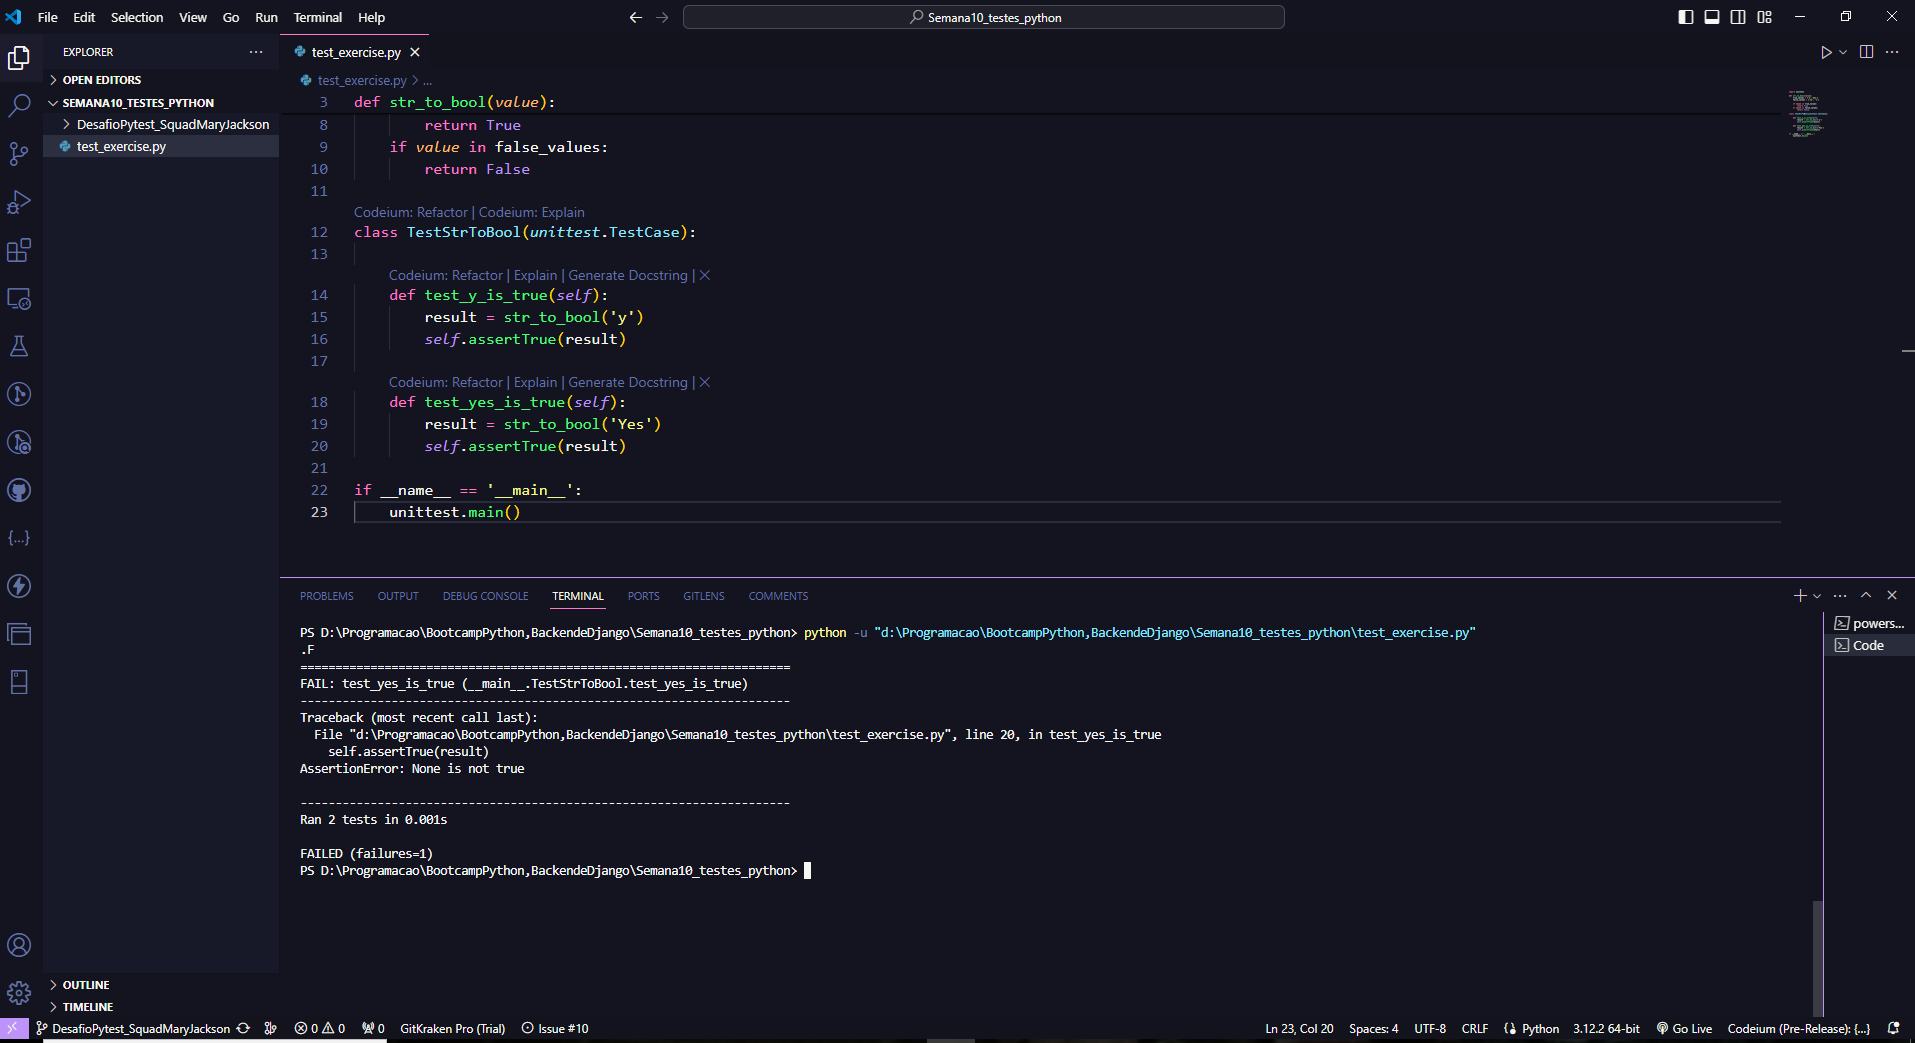 File Edit Selection View Go Run Terminal Help
Semana10_testes_python
EXPLORER
OPEN EDITORS
SEMANA10_TESTES_PYTHON
DesafioPytest_SquadMaryJackson
test_exercise.py
test_exercise.py
test_exercise.py > ...
3 def str_to_bool(value):
8 return True
9 if value in false_values:
10 return False
11
Codeium: Refactor | Codeium: Explain
12 class TestStrToBool(unittest.TestCase):
13
Codeium: Refactor | Explain | Generate Docstring | X
14 def test_y_is_true(self):
15 result = str_to_bool('y')
16 self.assertTrue(result)
17
Codeium: Refactor | Explain | Generate Docstring | X
18 def test_yes_is_true(self):
19 result = str_to_bool('Yes')
20 self.assertTrue(result)
21
22 if __name__ == '__main__':
23 unittest.main()
PROBLEMS OUTPUT DEBUG CONSOLE TERMINAL PORTS GITLENS COMMENTS
PS D:\Programacao\BootcampPython,BackendeDjango\Semana10_testes_python> python -u "d:\Programacao\BootcampPython,BackendeDjango\Semana10_testes_python\test_exercise.py"
.F
======================================================================
FAIL: test_yes_is_true (__main__.TestStrToBool.test_yes_is_true)
----------------------------------------------------------------------
Traceback (most recent call last):
File "d:\Programacao\BootcampPython,BackendeDjango\Semana10_testes_python\test_exercise.py", line 20, in test_yes_is_true
self.assertTrue(result)
AssertionError: None is not true
----------------------------------------------------------------------
Ran 2 tests in 0.001s
FAILED (failures=1)
PS D:\Programacao\BootcampPython,BackendeDjango\Semana10_testes_python>
powers...
Code
OUTLINE
TIMELINE
DesafioPytest_SquadMaryJackson 0 0 0 GitKraken Pro (Trial) Issue #10 Ln 23, Col 20 Spaces: 4 UTF-8 CRLF Python 3.12.2 64-bit Go Live Codeium (Pre-Release): {...}